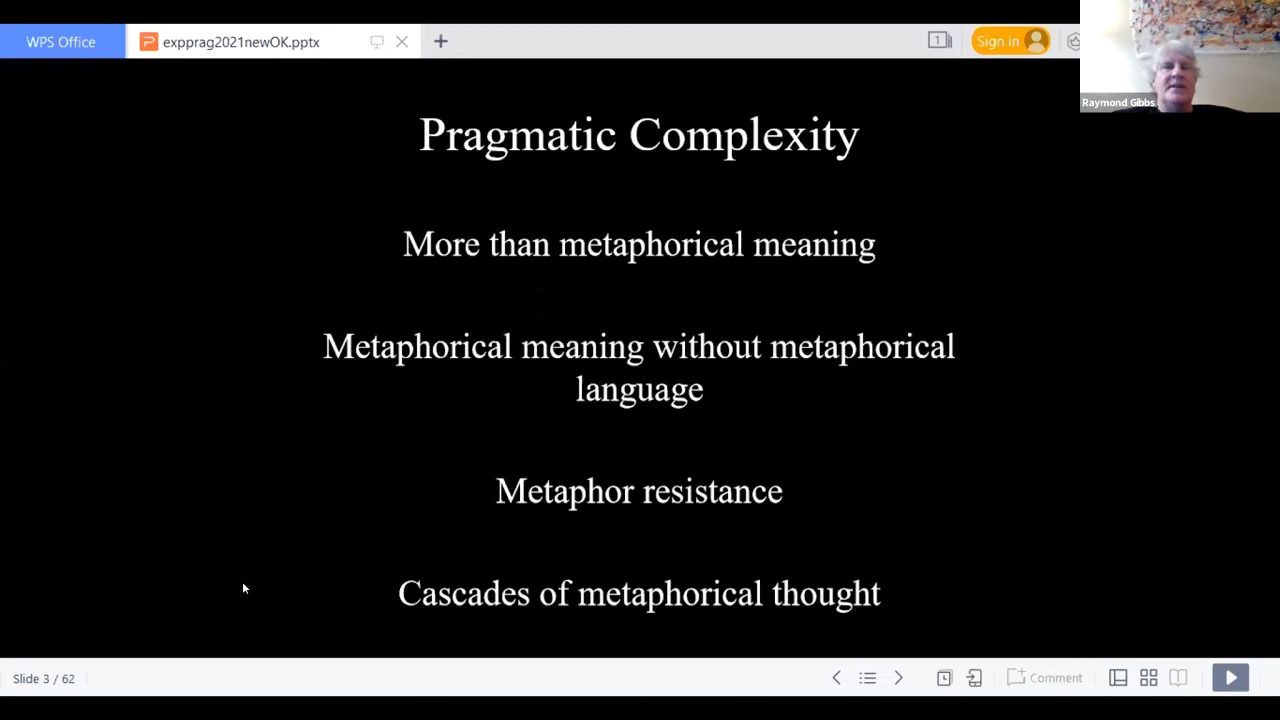 WPS Office
expprag2021newOK.pptx
1
Sign in
Raymond Gibbs
Pragmatic Complexity
More than metaphorical meaning
Metaphorical meaning without metaphorical
language
Metaphor resistance
Cascades of metaphorical thought
Slide 3 / 62
Comment